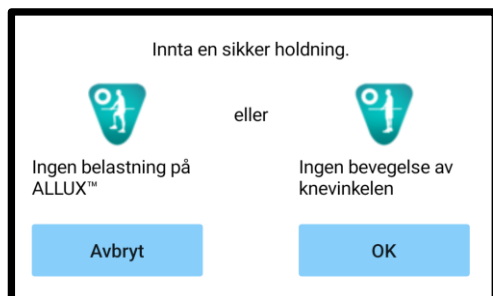 Innta en sikker holdning.
eller
Ingen belastning på
ALLUX™
Ingen bevegelse av
knevinkelen
Avbryt
OK